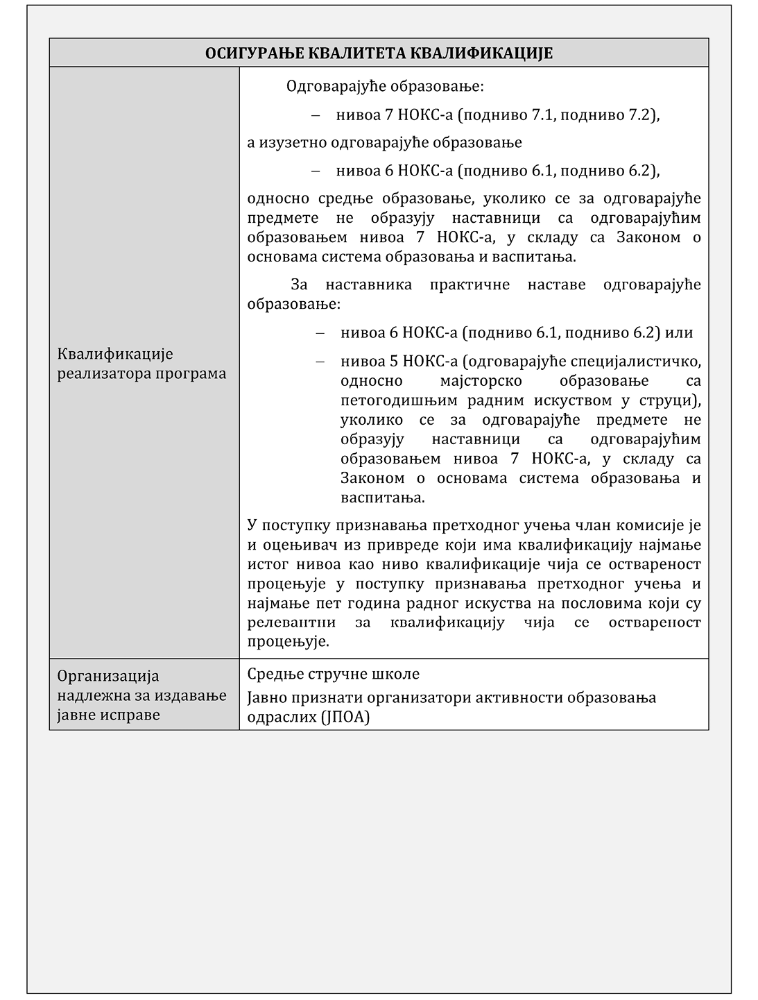 ОСИГУРАЊЕ КВАЛИТЕТА КВАЛИФИКАЦИЈЕ
Квалификације
реализатора програма
Одговарајуће образовање:
– нивоа 7 НОКС-а (подниво 7.1, подниво 7.2),
а изузетно одговарајуће образовање
– нивоа 6 НОКС-а (подниво 6.1, подниво 6.2),
односно средње образовање, уколико се за одговарајуће
предмете не образују наставници са одговарајућим
образовањем нивоа 7 НОКС-а, у складу са Законом о
основама система образовања и васпитања.
За наставника практичне наставе одговарајуће
образовање:
– нивоа 6 НОКС-а (подниво 6.1, подниво 6.2) или
– нивоа 5 НОКС-а (одговарајуће специјалистичко,
односно мајсторско образовање са
петогодишњим радним искуством у струци),
уколико се за одговарајуће предмете не
образују наставници са одговарајућим
образовањем нивоа 7 НОКС-а, у складу са
Законом о основама система образовања и
васпитања.
У поступку признавања претходног учења члан комисије је
и оцењивач из привреде који има квалификацију најмање
истог нивоа као ниво квалификације чија се оствареност
процењује у поступку признавања претходног учења и
најмање пет година радног искуства на пословима који су
релевантни за квалификацију чија се оствареност
процењује.
Организација
надлежна за издавање
јавне исправе
Средње стручне школе
Јавно признати организатори активности образовања
одраслих (ЈПОА)